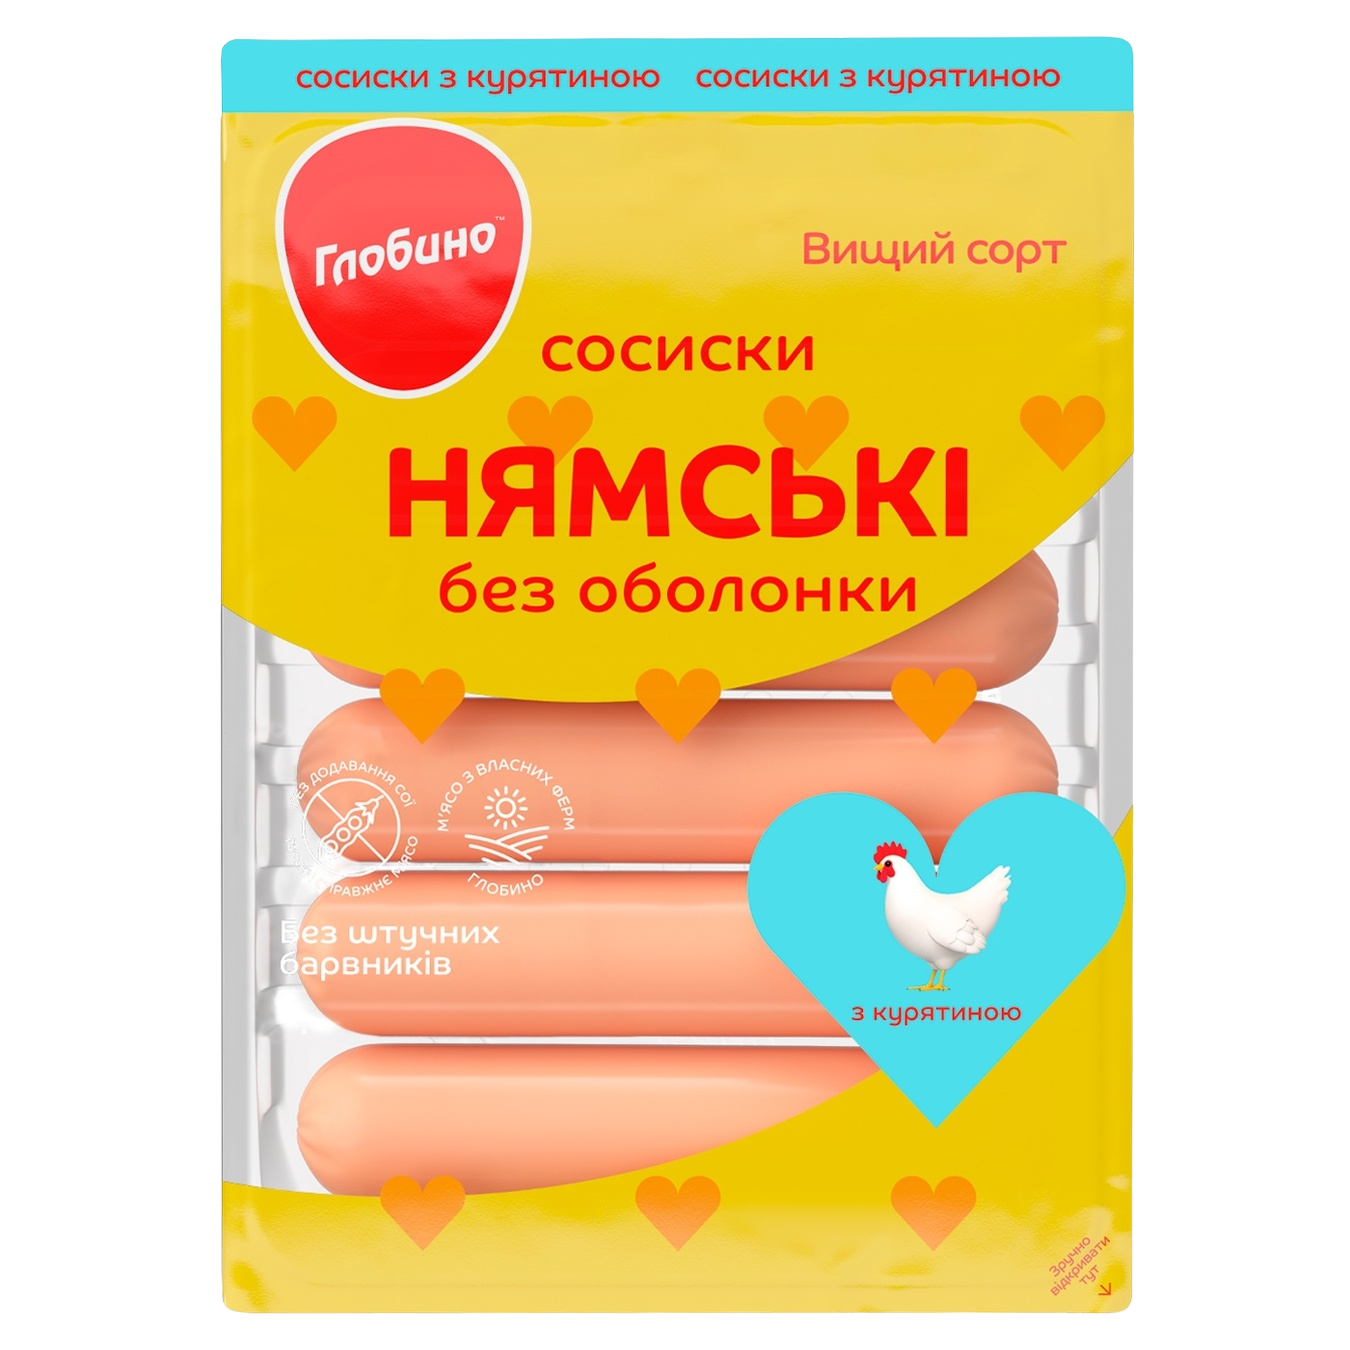 сосиски з курятиною сосиски з курятиною
Глобино™
Вищий сорт
сосиски
НЯМСЬКІ
без оболонки
БЕЗ ДОДАВАННЯ СОЇ
СПРАВЖНЄ М'ЯСО
М'ЯСО З ВЛАСНИХ ФЕРМ
ГЛОБИНО
Без штучних
барвників
з курятиною
Зручно
відкривати
тут